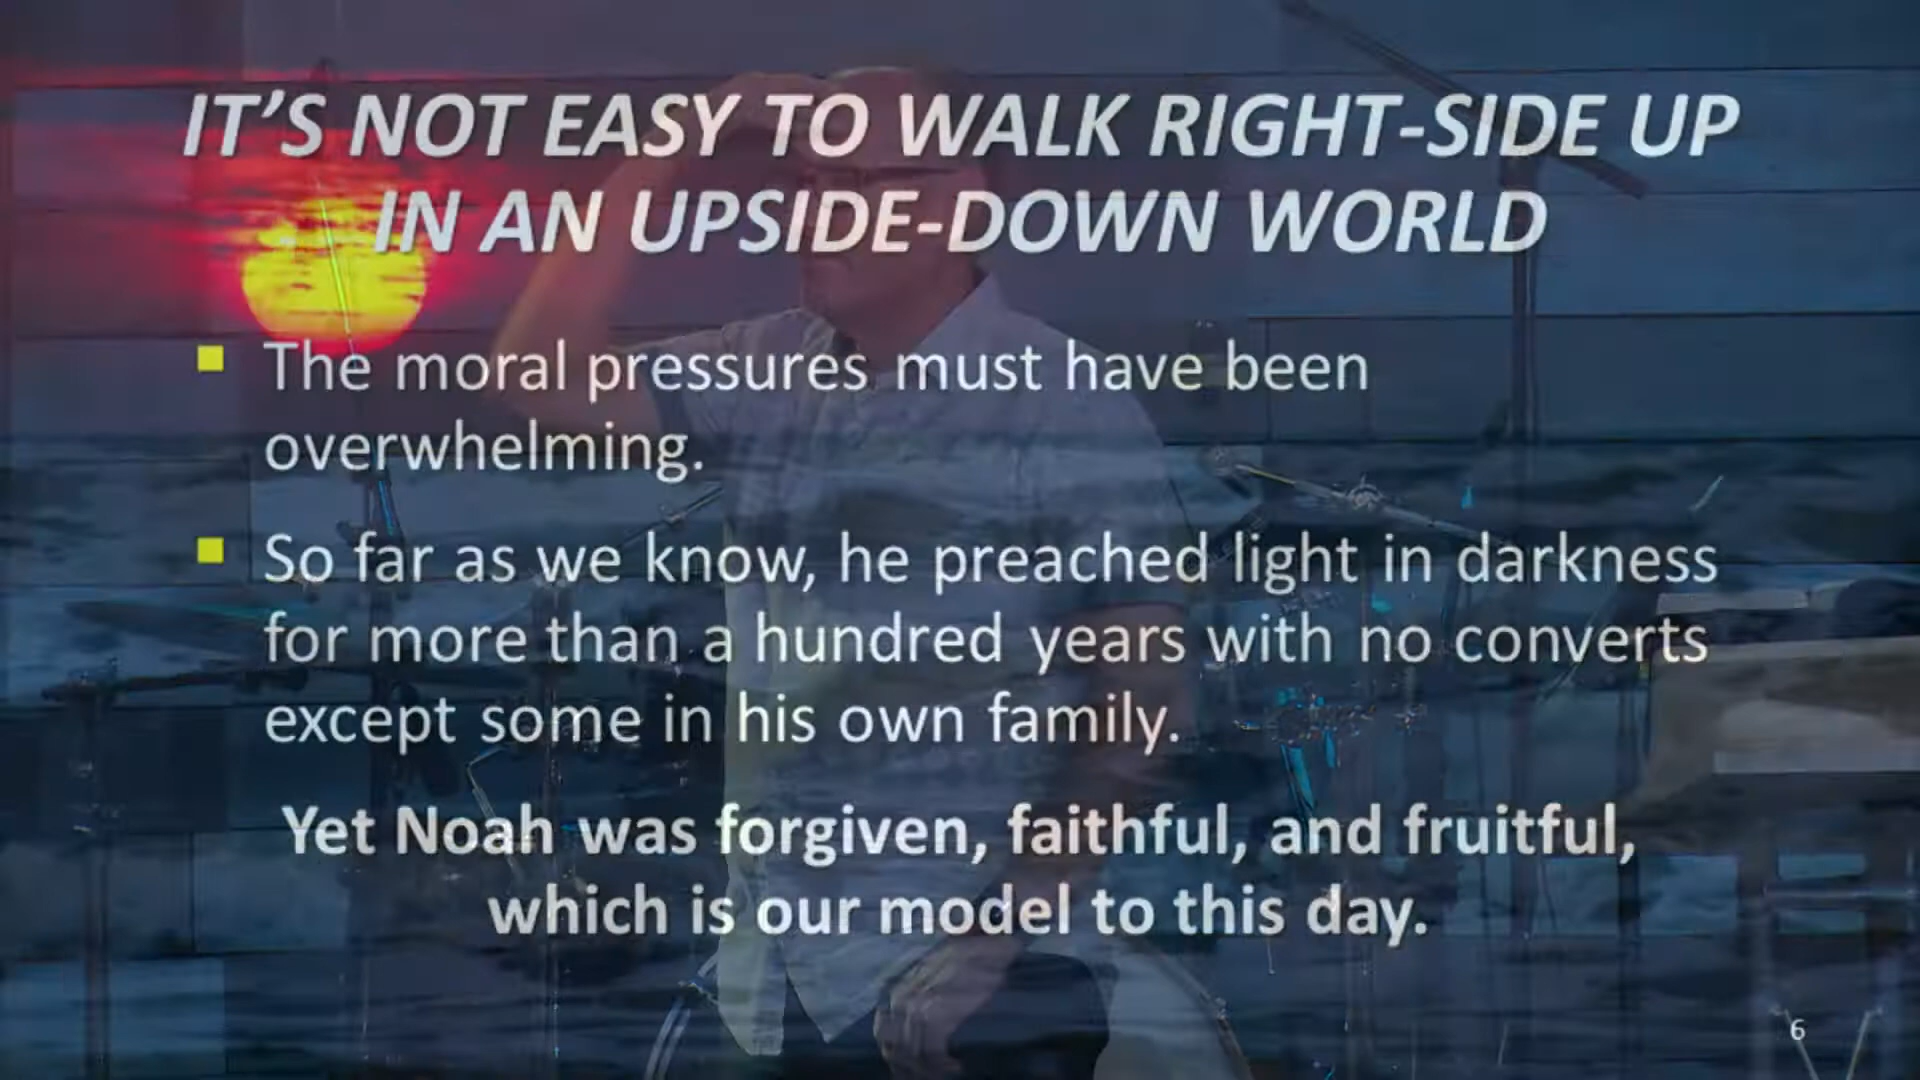 IT'S NOT EASY TO WALK RIGHT-SIDE UP
IN AN UPSIDE-DOWN WORLD
The moral pressures must have been
overwhelming.
So far as we know, he preached light in darkness
for more than a hundred years with no converts
except some in his own family.
Yet Noah was forgiven, faithful, and fruitful,
which is our model to this day.
6